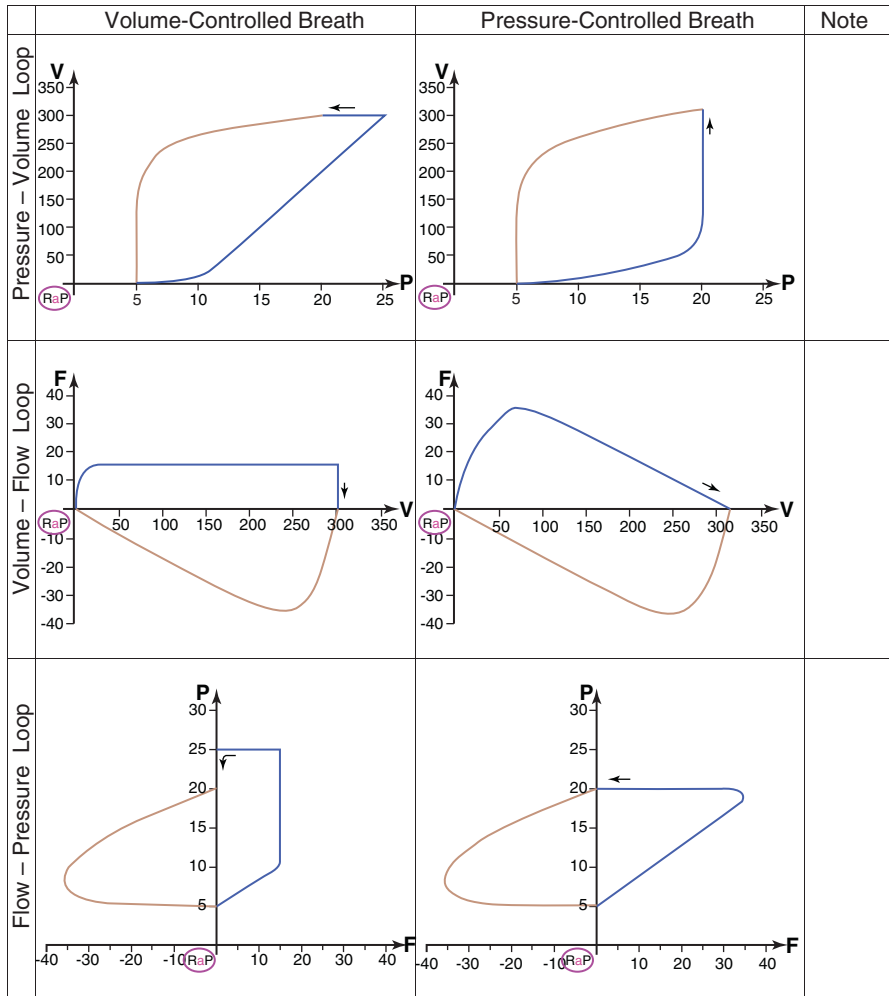 Volume-Controlled Breath Pressure-Controlled Breath Note
Pressure – Volume Loop
V
350
300
250
200
150
100
50
P
RaP
5 10 15 20 25
V
350
300
250
200
150
100
50
P
RaP
5 10 15 20 25
Volume – Flow Loop
F
40
30
20
10
V
RaP
50 100 150 200 250 300 350
-10
-20
-30
-40
F
40
30
20
10
V
RaP
50 100 150 200 250 300 350
-10
-20
-30
-40
Flow – Pressure Loop
P
30
25
20
15
10
5
F
-40 -30 -20 -10 RaP 10 20 30 40
P
30
25
20
15
10
5
F
-40 -30 -20 -10 RaP 10 20 30 40